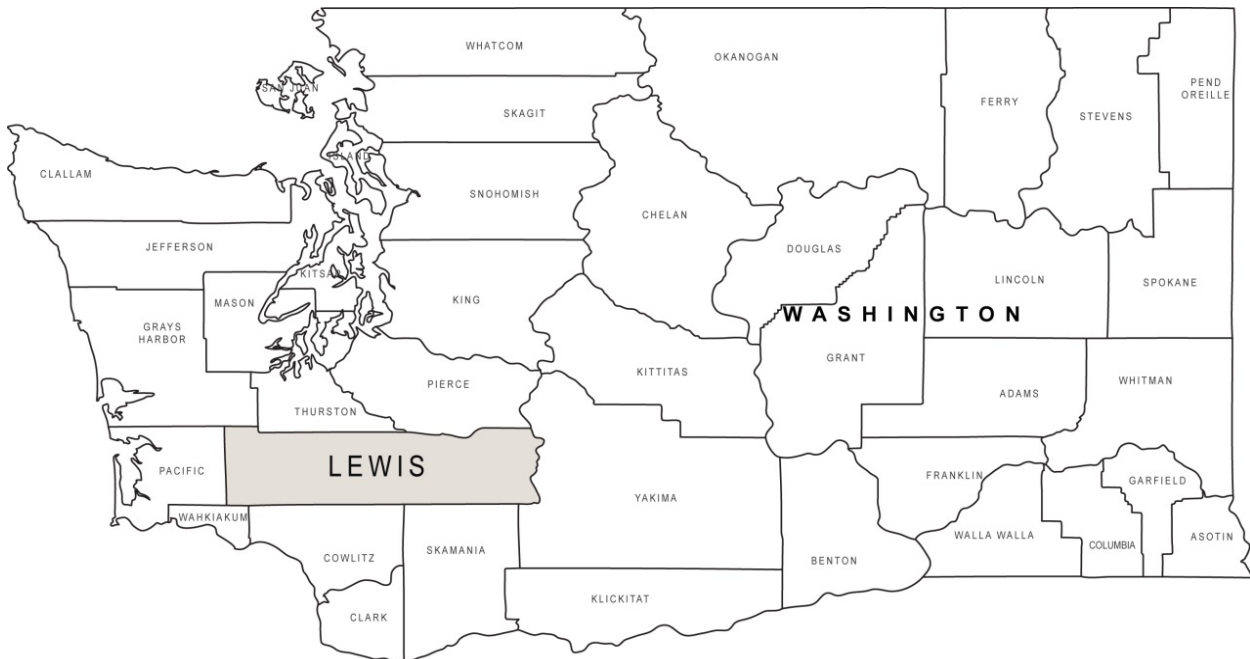 WHATCOM
OKANOGAN
PEND
OREILLE
SAN JUAN
FERRY
SKAGIT
STEVENS
ISLAND
CLALLAM
SNOHOMISH
CHELAN
JEFFERSON
DOUGLAS
KITSAP
LINCOLN
SPOKANE
MASON
KING
WASHINGTON
GRAYS
HARBOR
GRANT
KITTITAS
PIERCE
WHITMAN
ADAMS
THURSTON
LEWIS
PACIFIC
FRANKLIN
GARFIELD
YAKIMA
WAHKIAKUM
WALLA WALLA
ASOTIN
COLUMBIA
SKAMANIA
COWLITZ
BENTON
KLICKITAT
CLARK